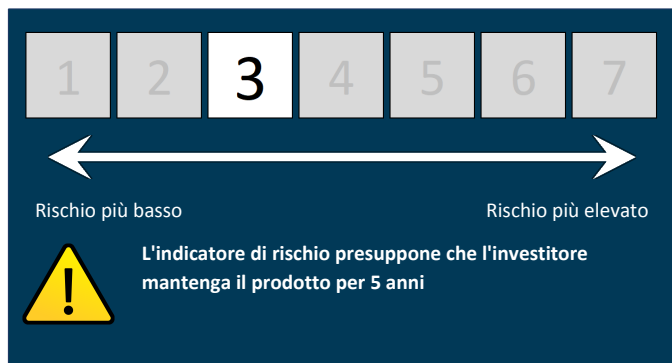 1 2 3 4 5 6 7
Rischio più basso Rischio più elevato
L'indicatore di rischio presuppone che l'investitore
mantenga il prodotto per 5 anni